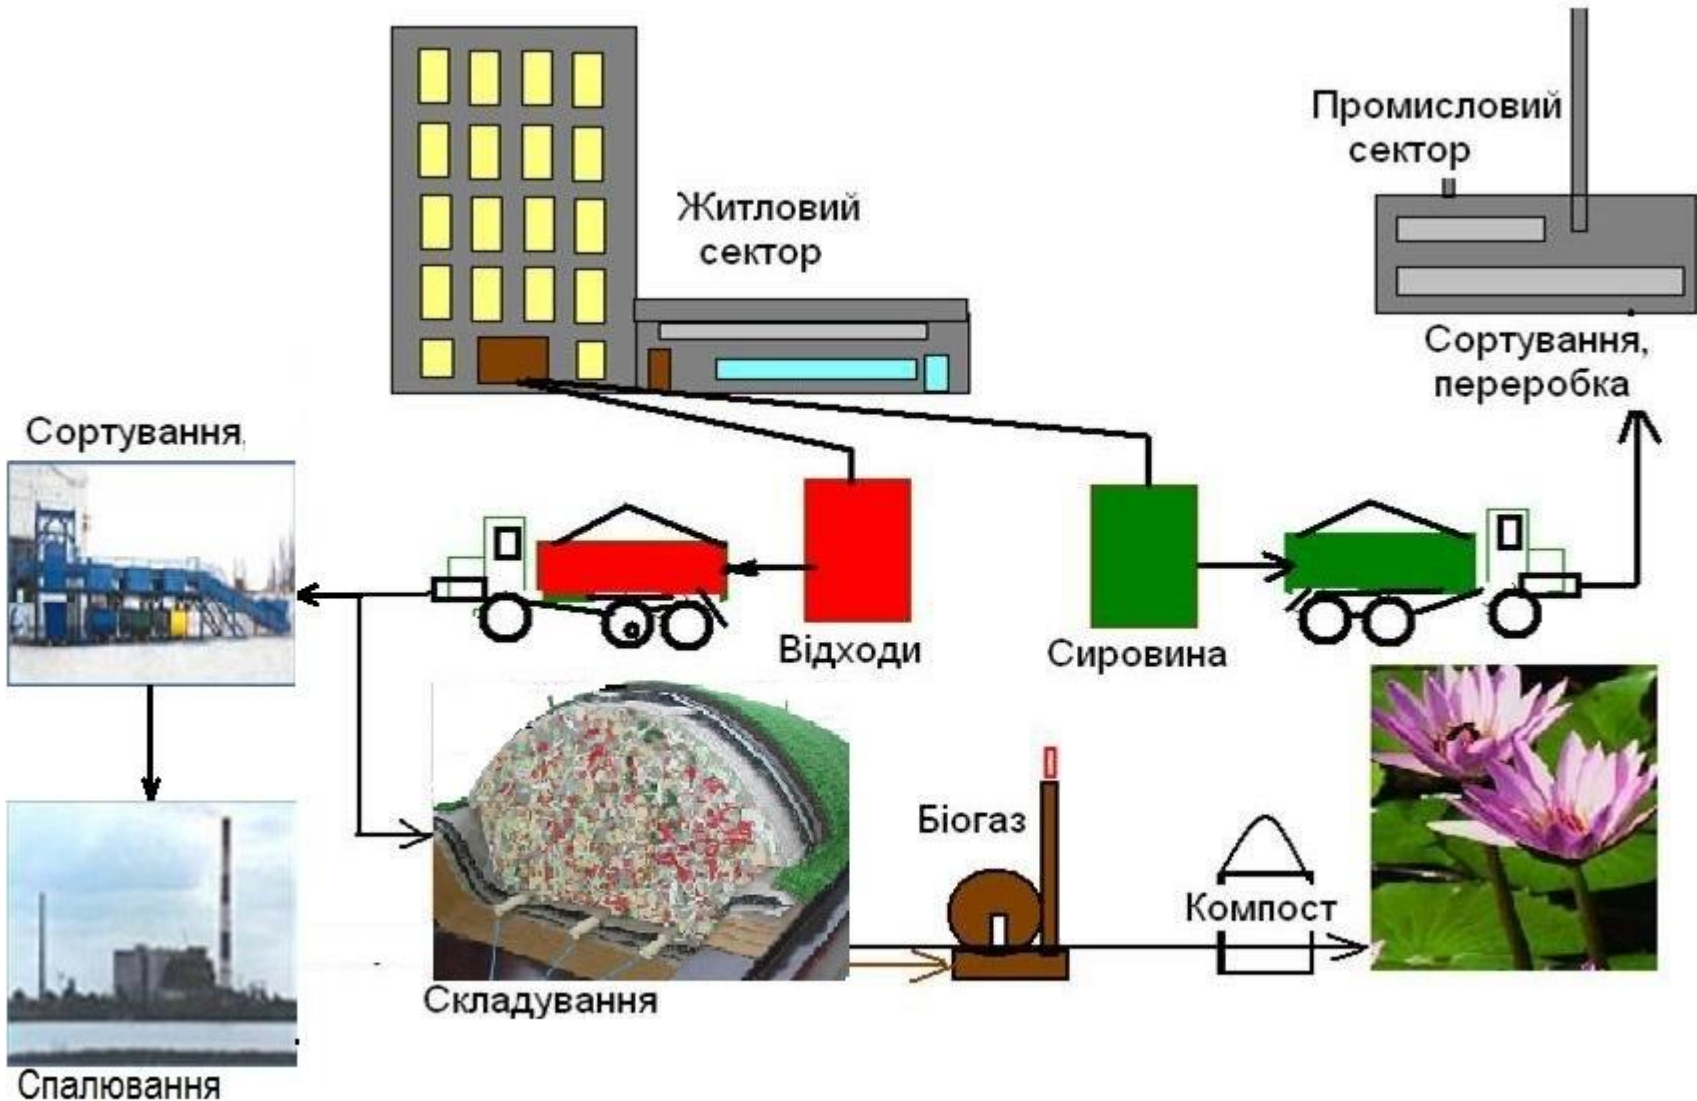 Промисловий
сектор
Житловий
сектор
Сортування,
переробка
Сортування,
Відходи
Сировина
Біогаз
Компост
Складування
Спалювання